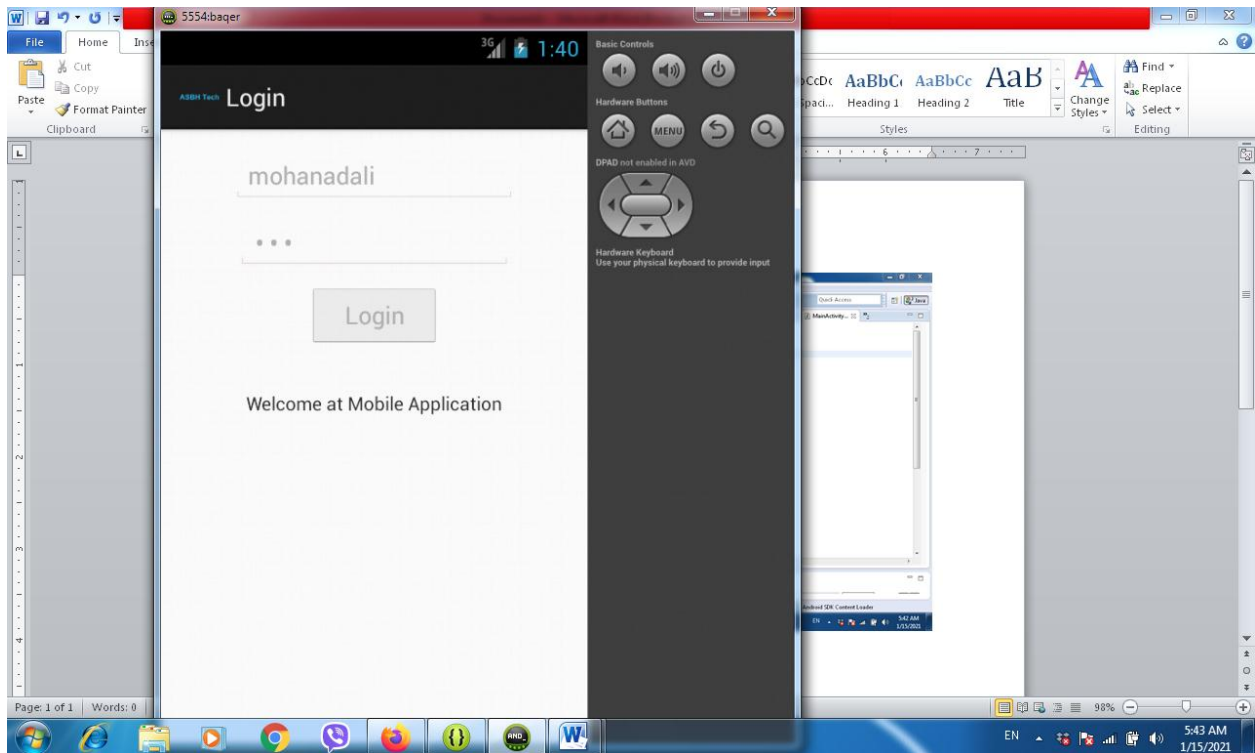 5554:baqer
File Home Inse
Cut
Copy
Paste
Format Painter
Clipboard
3G 1:40
ASBH Tech Login
mohanadali
Login
Welcome at Mobile Application
Basic Controls
Hardware Buttons
MENU
DPAD not enabled in AVD
Hardware Keyboard
Use your physical keyboard to provide input
AaBbCc AaBbCc AaB
Spaci... Heading 1 Heading 2 Title
Change
Styles
Styles
Find
Replace
Select
Editing
6 7
Quick Access Java
MainActivity...
Android SDK Content Loader
EN 5:42 AM
1/15/2021
Page: 1 of 1 Words: 0
98%
EN 5:43 AM
1/15/2021